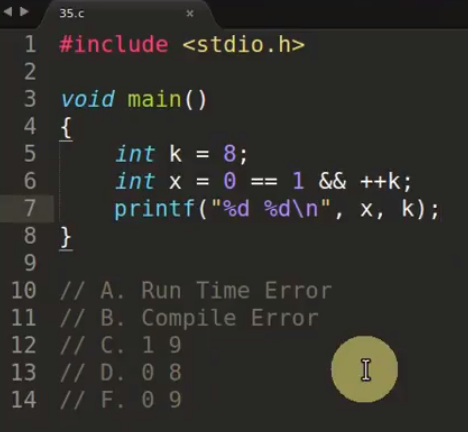 35.c ×
1 #include <stdio.h>
2
3 void main()
4 {
5     int k = 8;
6     int x = 0 == 1 && ++k;
7     printf("%d %d\n", x, k);
8 }
9
10 // A. Run Time Error
11 // B. Compile Error
12 // C. 1 9
13 // D. 0 8
14 // F. 0 9